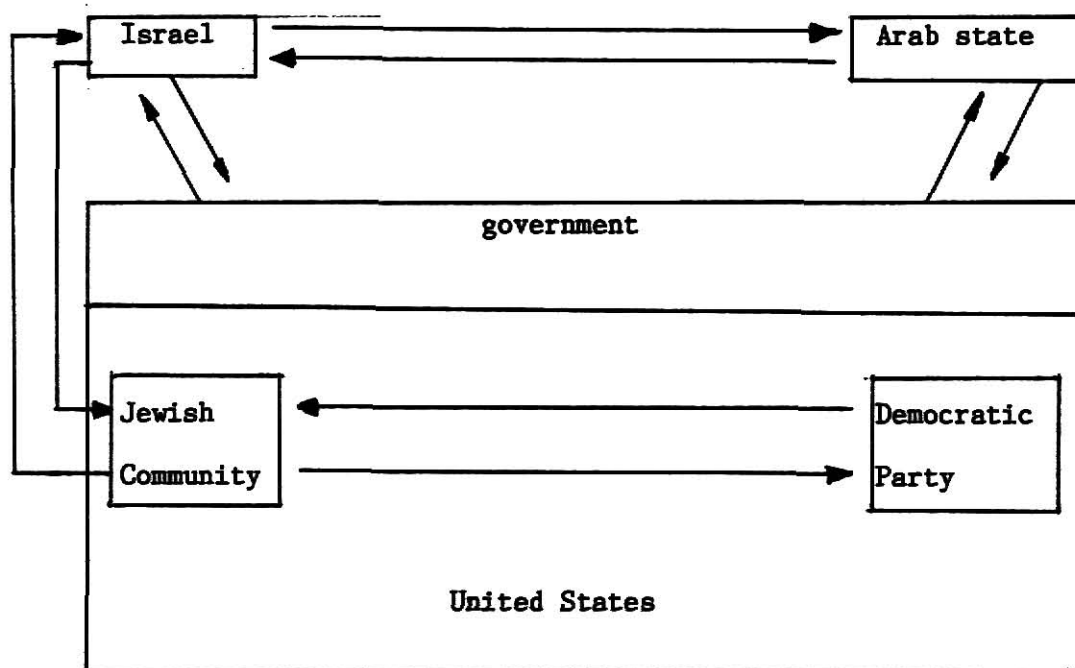 Israel
Arab state
government
Jewish
Community
Democratic
Party
United States